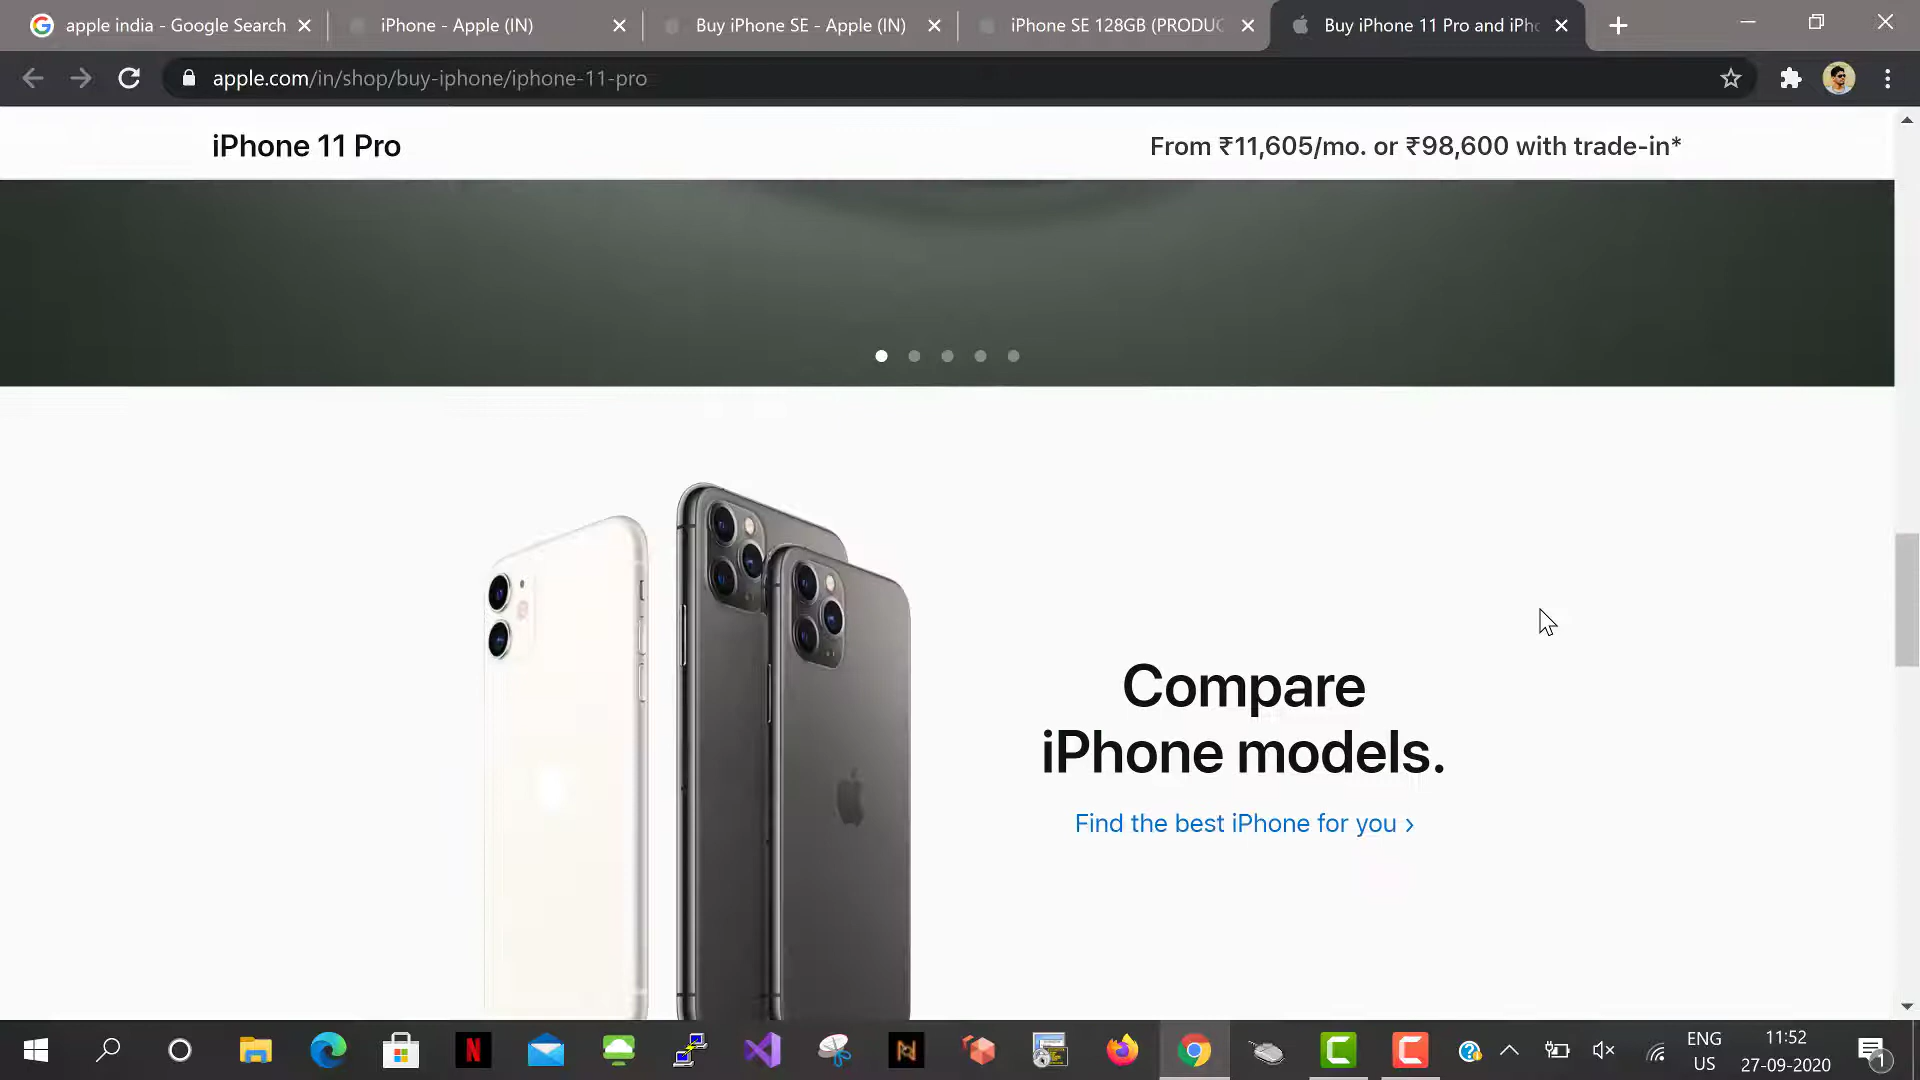 apple india - Google Search
iPhone - Apple (IN)
Buy iPhone SE - Apple (IN)
iPhone SE 128GB (PRODUC
Buy iPhone 11 Pro and iPho
apple.com/in/shop/buy-iphone/iphone-11-pro
iPhone 11 Pro
From ₹11,605/mo. or ₹98,600 with trade-in*
Compare
iPhone models.
Find the best iPhone for you ›
ENG
US
11:52
27-09-2020
1